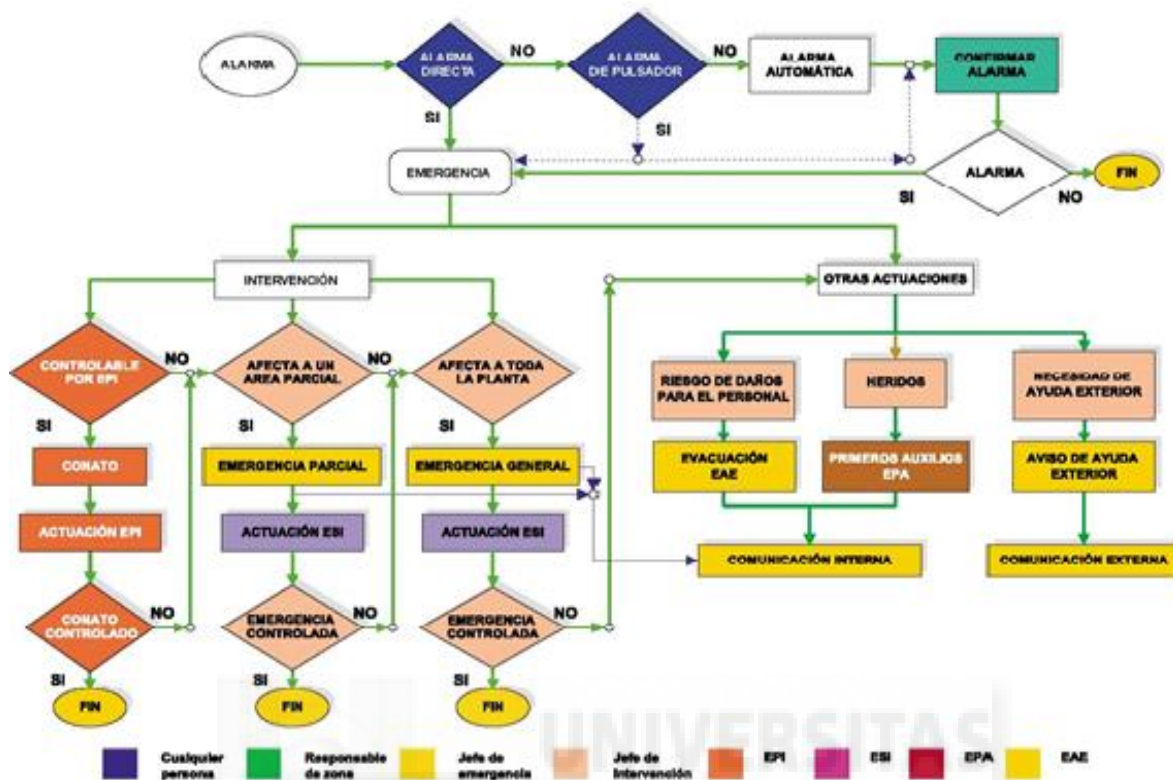 ALARMA
ALARMA
DIRECTA
NO
ALARMA
DE PULSADOR
NO
ALARMA
AUTOMÁTICA
CONFIRMAR
ALARMA
SI
SI
EMERGENCIA
ALARMA
FIN
SI
NO
INTERVENCIÓN
OTRAS ACTUACIONES
CONTROLABLE
POR EPI
NO
AFECTA A UN
AREA PARCIAL
NO
AFECTA A TODA
LA PLANTA
RIESGO DE DAÑOS
PARA EL PERSONAL
HERIDOS
NECESIDAD DE
AYUDA EXTERIOR
SI
SI
SI
CONATO
EMERGENCIA PARCIAL
EMERGENCIA GENERAL
EVACUACIÓN
EAE
PRIMEROS AUXILIOS
EPA
AVISO DE AYUDA
EXTERIOR
ACTUACIÓN EPI
ACTUACIÓN ESI
ACTUACIÓN ESI
COMUNICACIÓN INTERNA
COMUNICACIÓN EXTERNA
CONATO
CONTROLADO
NO
EMERGENCIA
CONTROLADA
NO
EMERGENCIA
CONTROLADA
NO
SI
SI
SI
FIN
FIN
FIN
UNIVERSITAS
Cualquier
persona
Responsable
de zona
Jefe de
emergencia
Jefe de
Intervención
EPI
ESI
EPA
EAE